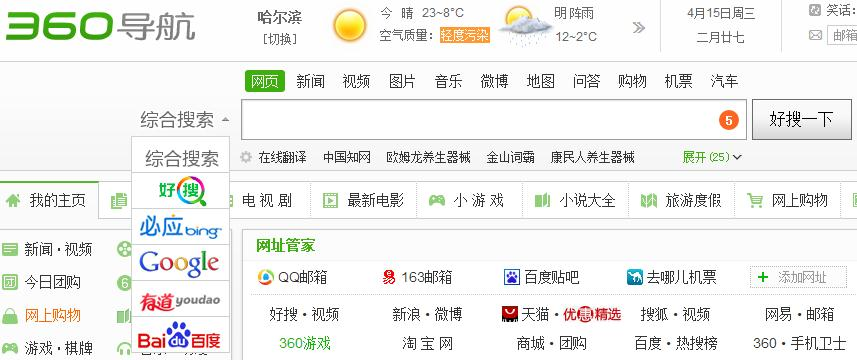 360导航
哈尔滨
[切换]
今 晴 23~8°C
空气质量：轻度污染
明 阵雨
12~2°C
4月15日周三
二月廿七
笑话:
邮箱
网页 新闻 视频 图片 音乐 微博 地图 问答 购物 机票 汽车
综合搜索
5
好搜一下
在线翻译 中国知网 欧姆龙养生器械 金山词霸 康民人养生器械 展开 (25)
综合搜索
好搜
必应bing
Google
有道youdao
Bai du 百度
我的主页 电视剧 最新电影 小游戏 小说大全 旅游度假 网上购物
新闻·视频
今日团购
网上购物
游戏·棋牌
网址管家
QQ邮箱 163邮箱 百度贴吧 去哪儿机票 + 添加网址
好搜·视频 新浪·微博 天猫·优惠精选 搜狐·视频 网易·邮箱
360游戏 淘宝网 商城·团购 百度·热搜榜 360·手机卫士